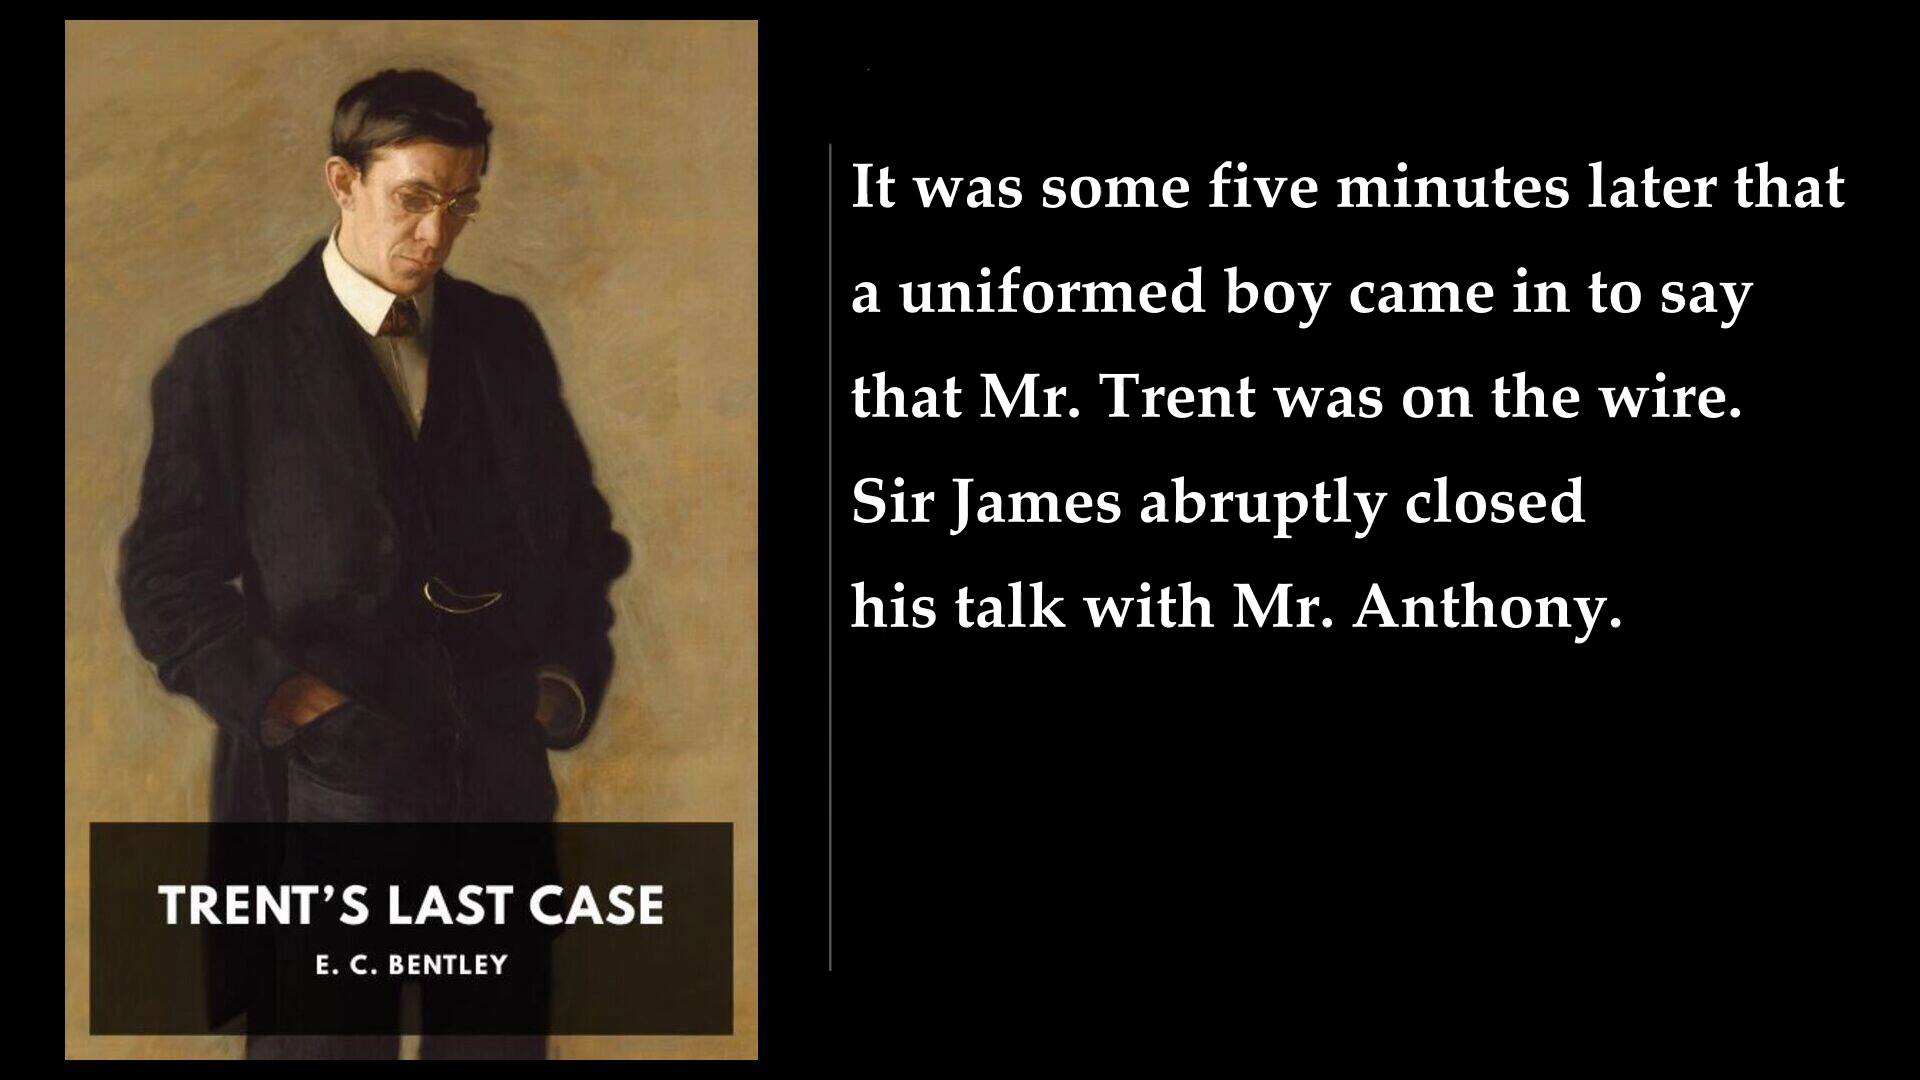 It was some five minutes later that
a uniformed boy came in to say
that Mr. Trent was on the wire.
Sir James abruptly closed
his talk with Mr. Anthony.
TRENT’S LAST CASE
E. C. BENTLEY